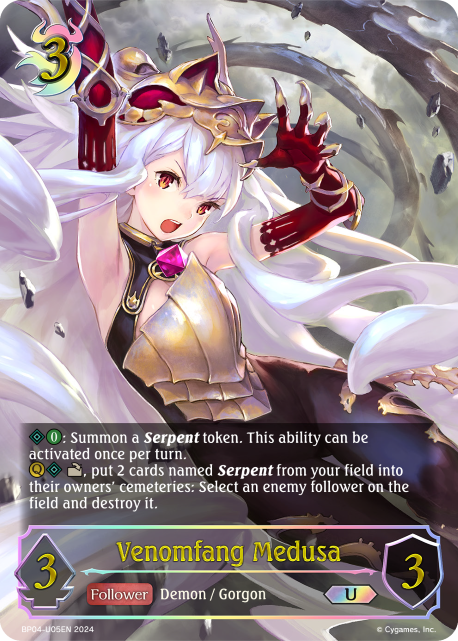 3
0: Summon a Serpent token. This ability can be
activated once per turn.
Q, put 2 cards named Serpent from your field into
their owners' cemeteries: Select an enemy follower on the
field and destroy it.
Venomfang Medusa
3
Follower Demon / Gorgon U
3
BP04-U05EN 2024 © Cygames, Inc.